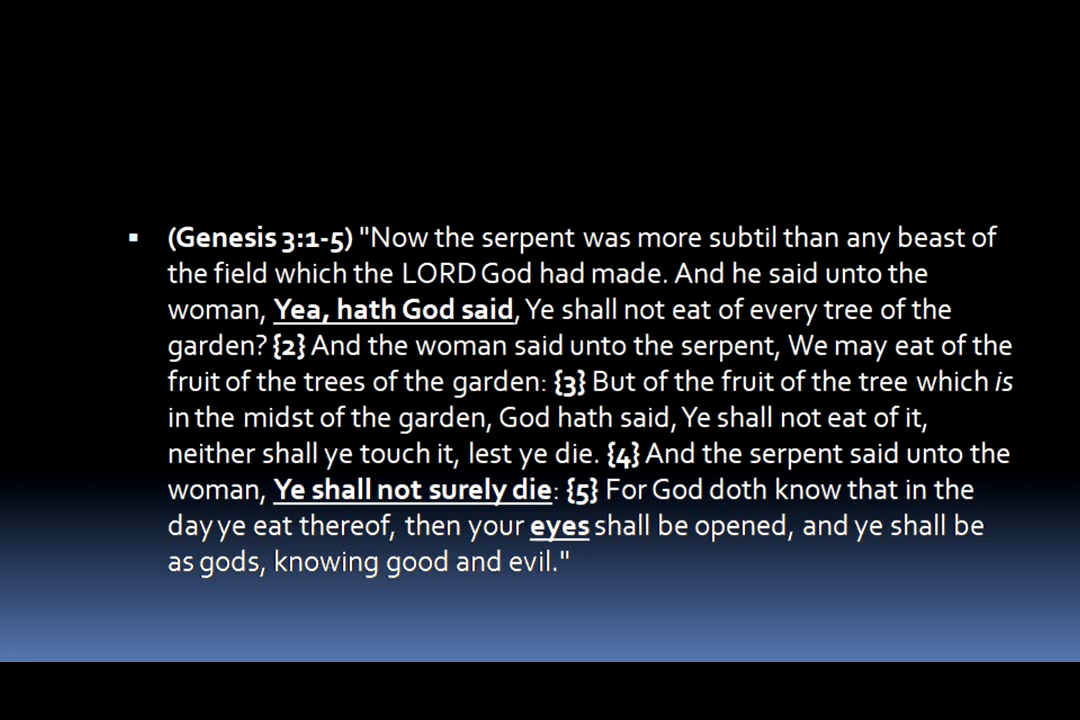 ▪ (Genesis 3:1-5) "Now the serpent was more subtil than any beast of
the field which the LORD God had made. And he said unto the
woman, Yea, hath God said, Ye shall not eat of every tree of the
garden? {2} And the woman said unto the serpent, We may eat of the
fruit of the trees of the garden: {3} But of the fruit of the tree which is
in the midst of the garden, God hath said, Ye shall not eat of it,
neither shall ye touch it, lest ye die. {4} And the serpent said unto the
woman, Ye shall not surely die: {5} For God doth know that in the
day ye eat thereof, then your eyes shall be opened, and ye shall be
as gods, knowing good and evil."